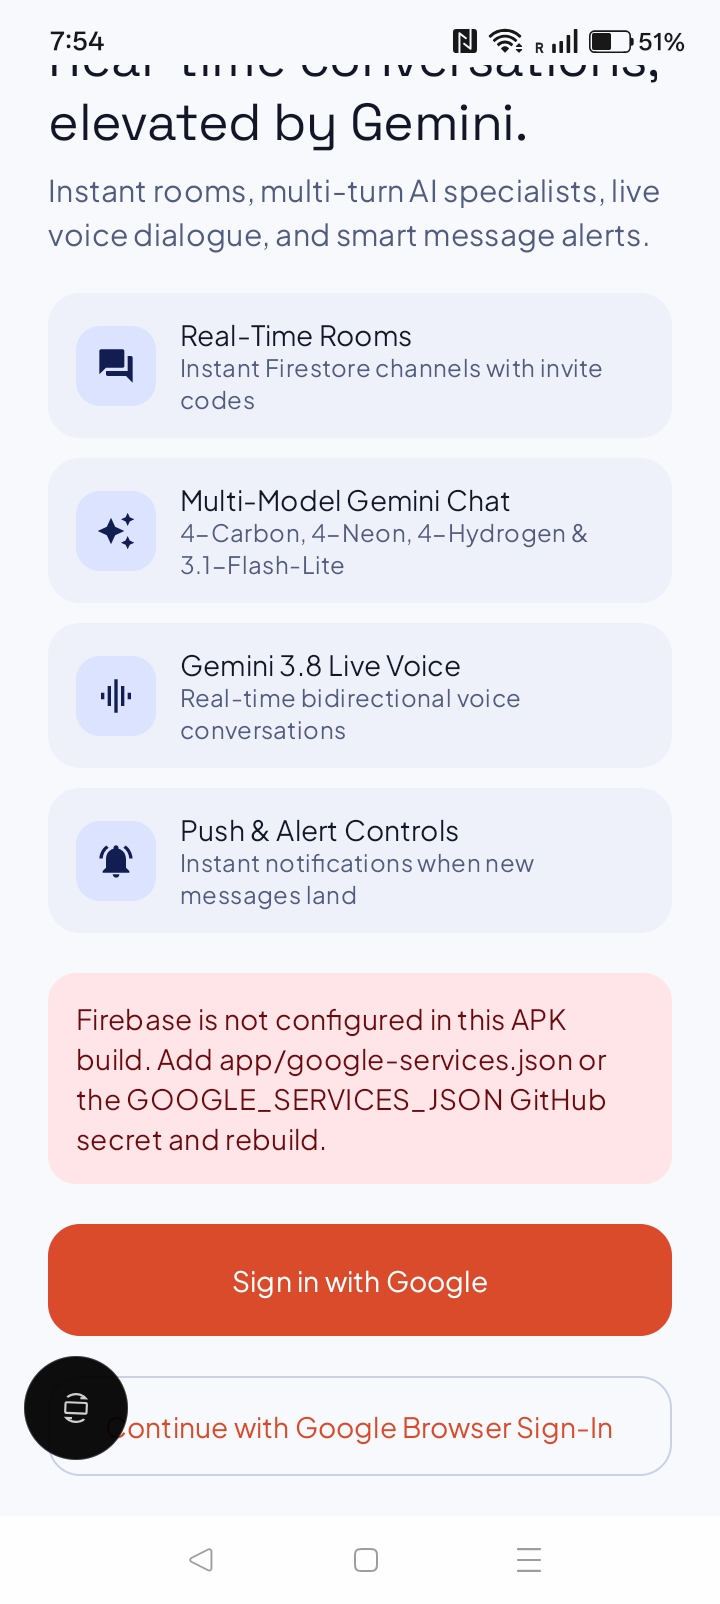 7:54
R
51%
Real-time conversations,
elevated by Gemini.
Instant rooms, multi-turn AI specialists, live
voice dialogue, and smart message alerts.
Real-Time Rooms
Instant Firestore channels with invite
codes
Multi-Model Gemini Chat
4–Carbon, 4–Neon, 4–Hydrogen &
3.1–Flash-Lite
Gemini 3.8 Live Voice
Real-time bidirectional voice
conversations
Push & Alert Controls
Instant notifications when new
messages land
Firebase is not configured in this APK
build. Add app/google-services.json or
the GOOGLE_SERVICES_JSON GitHub
secret and rebuild.
Sign in with Google
Continue with Google Browser Sign-In